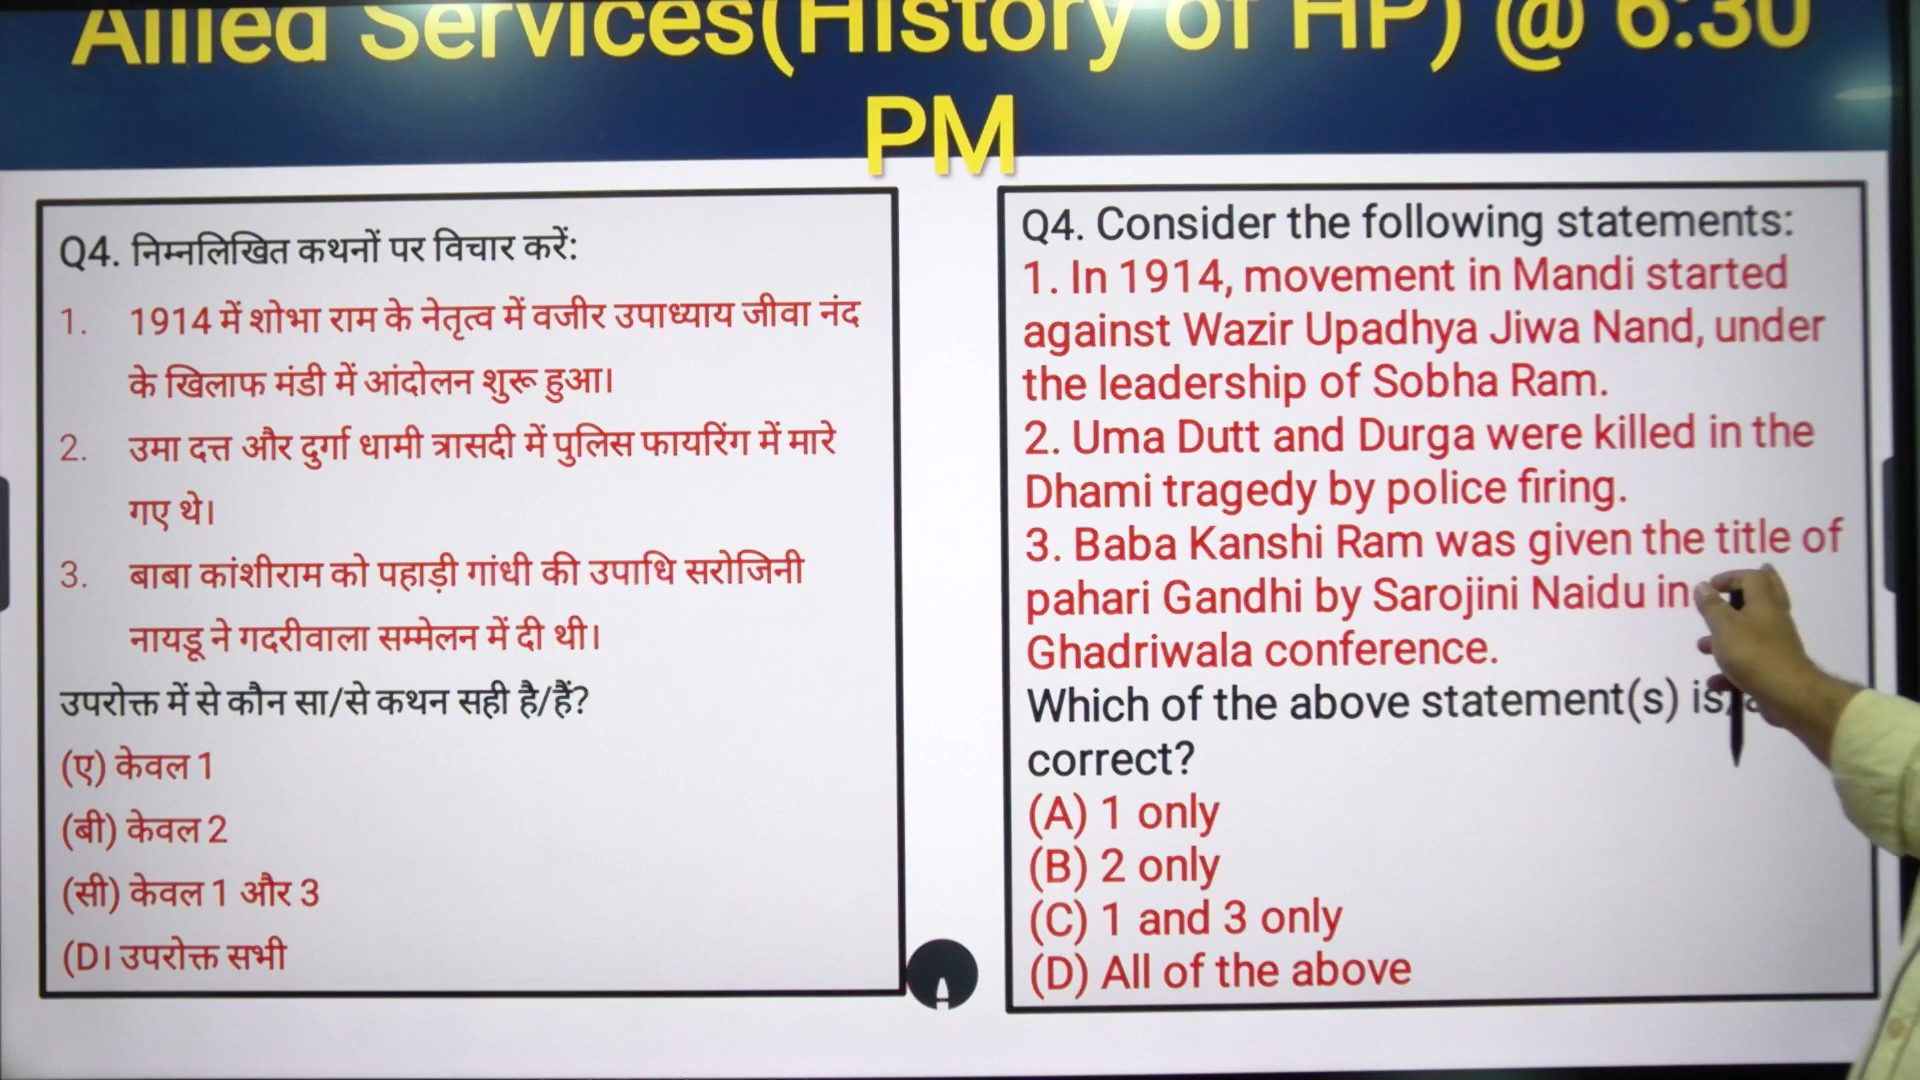 Allied Services(History of HP) @ 6:30
PM
Q4. निम्नलिखित कथनों पर विचार करें:
1. 1914 में शोभा राम के नेतृत्व में वजीर उपाध्याय जीवा नंद
के खिलाफ मंडी में आंदोलन शुरू हुआ।
2. उमा दत्त और दुर्गा धामी त्रासदी में पुलिस फायरिंग में मारे
गए थे।
3. बाबा कांशीराम को पहाड़ी गांधी की उपाधि सरोजिनी
नायडू ने गदरीवाला सम्मेलन में दी थी।
उपरोक्त में से कौन सा/से कथन सही है/हैं?
(ए) केवल 1
(बी) केवल 2
(सी) केवल 1 और 3
(D। उपरोक्त सभी
Q4. Consider the following statements:
1. In 1914, movement in Mandi started
against Wazir Upadhya Jiwa Nand, under
the leadership of Sobha Ram.
2. Uma Dutt and Durga were killed in the
Dhami tragedy by police firing.
3. Baba Kanshi Ram was given the title of
pahari Gandhi by Sarojini Naidu in
Ghadriwala conference.
Which of the above statement(s) is/
correct?
(A) 1 only
(B) 2 only
(C) 1 and 3 only
(D) All of the above